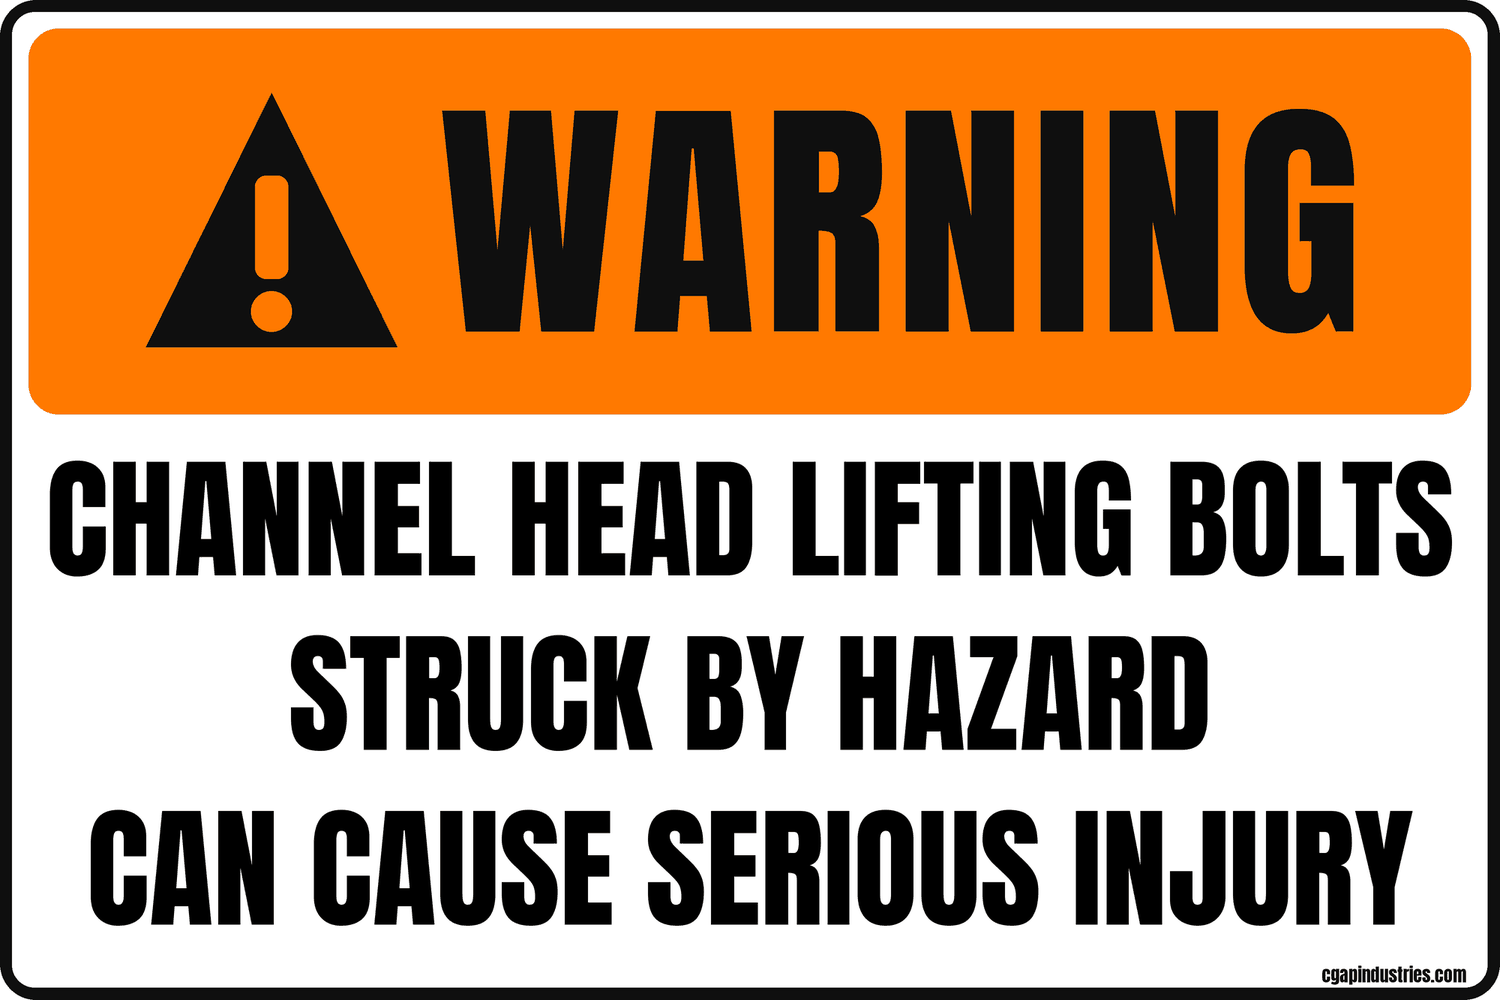 WARNING
CHANNEL HEAD LIFTING BOLTS
STRUCK BY HAZARD
CAN CAUSE SERIOUS INJURY
cgapindustries.com